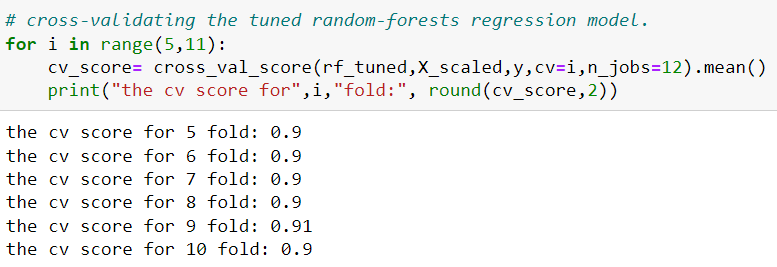 # cross-validating the tuned random-forests regression model.
for i in range(5,11):
    cv_score= cross_val_score(rf_tuned,X_scaled,y,cv=i,n_jobs=12).mean()
    print("the cv score for",i,"fold:", round(cv_score,2))
the cv score for 5 fold: 0.9
the cv score for 6 fold: 0.9
the cv score for 7 fold: 0.9
the cv score for 8 fold: 0.9
the cv score for 9 fold: 0.91
the cv score for 10 fold: 0.9